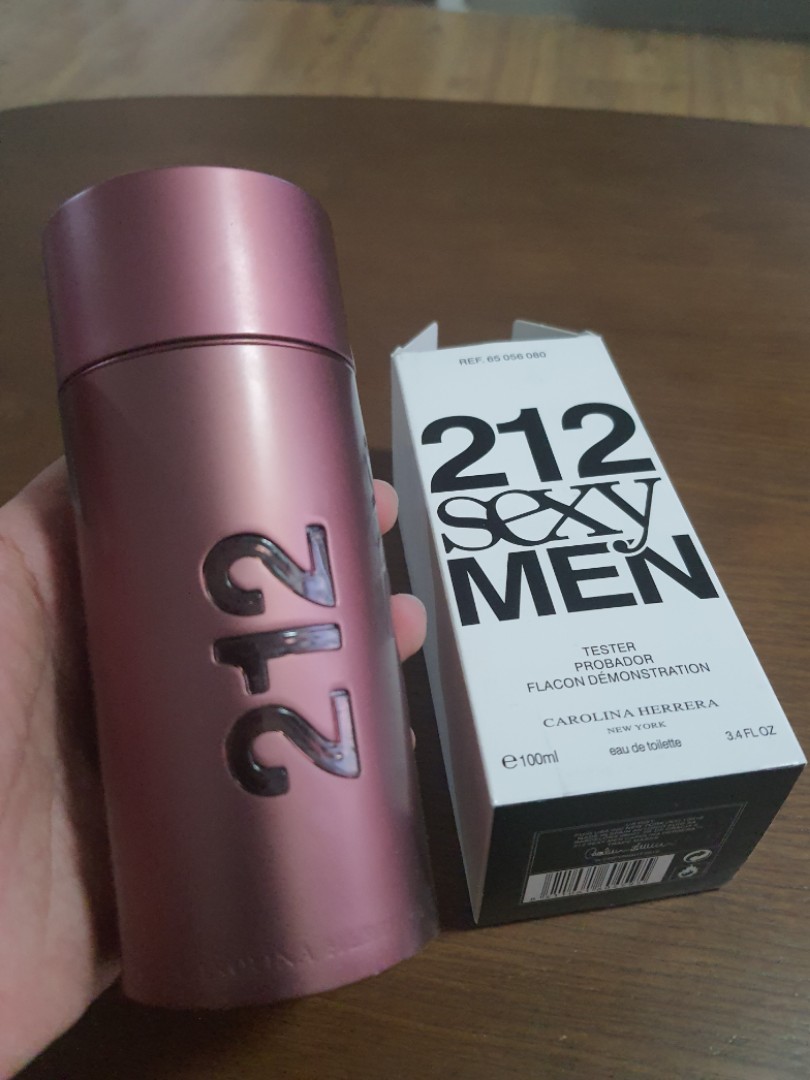 212
REF. 65 056 080
212
sexy
MEN
TESTER
PROBADOR
FLACON DÉMONSTRATION
CAROLINA HERRERA
NEW YORK
e 100ml eau de toilette 3.4 FL OZ